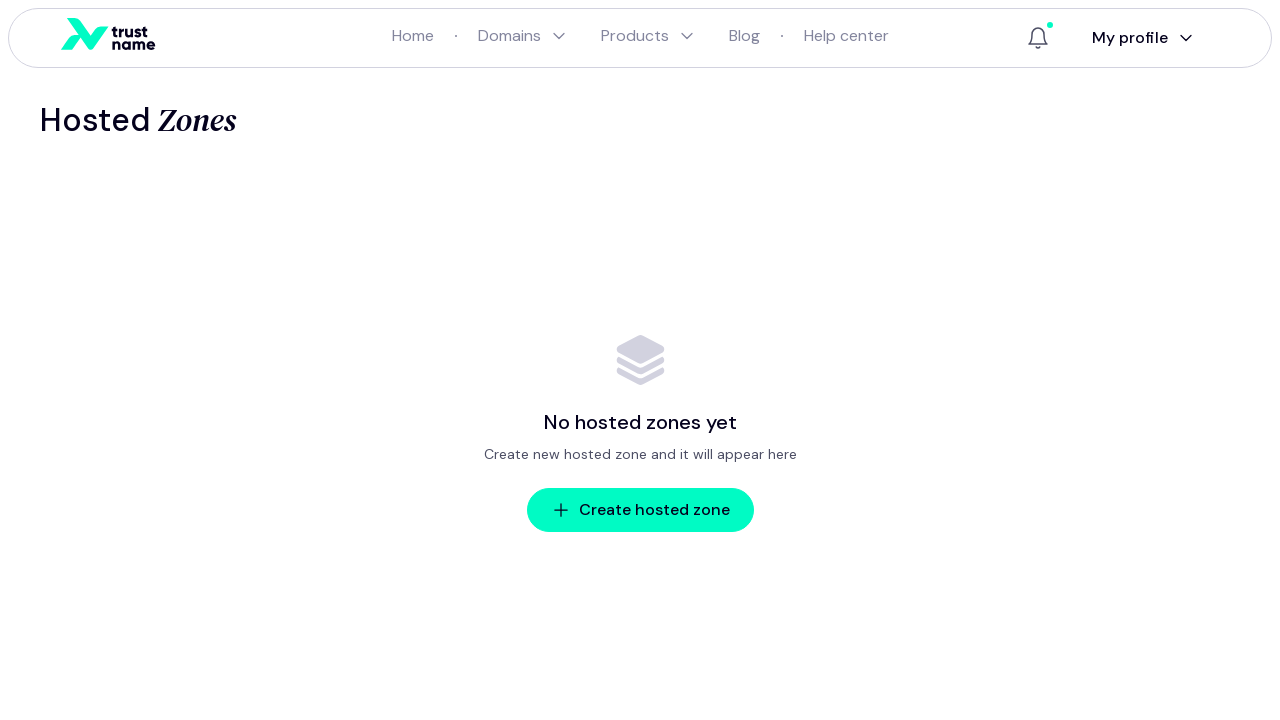 trust
name
Home · Domains Products Blog · Help center
My profile
Hosted Zones
No hosted zones yet
Create new hosted zone and it will appear here
Create hosted zone